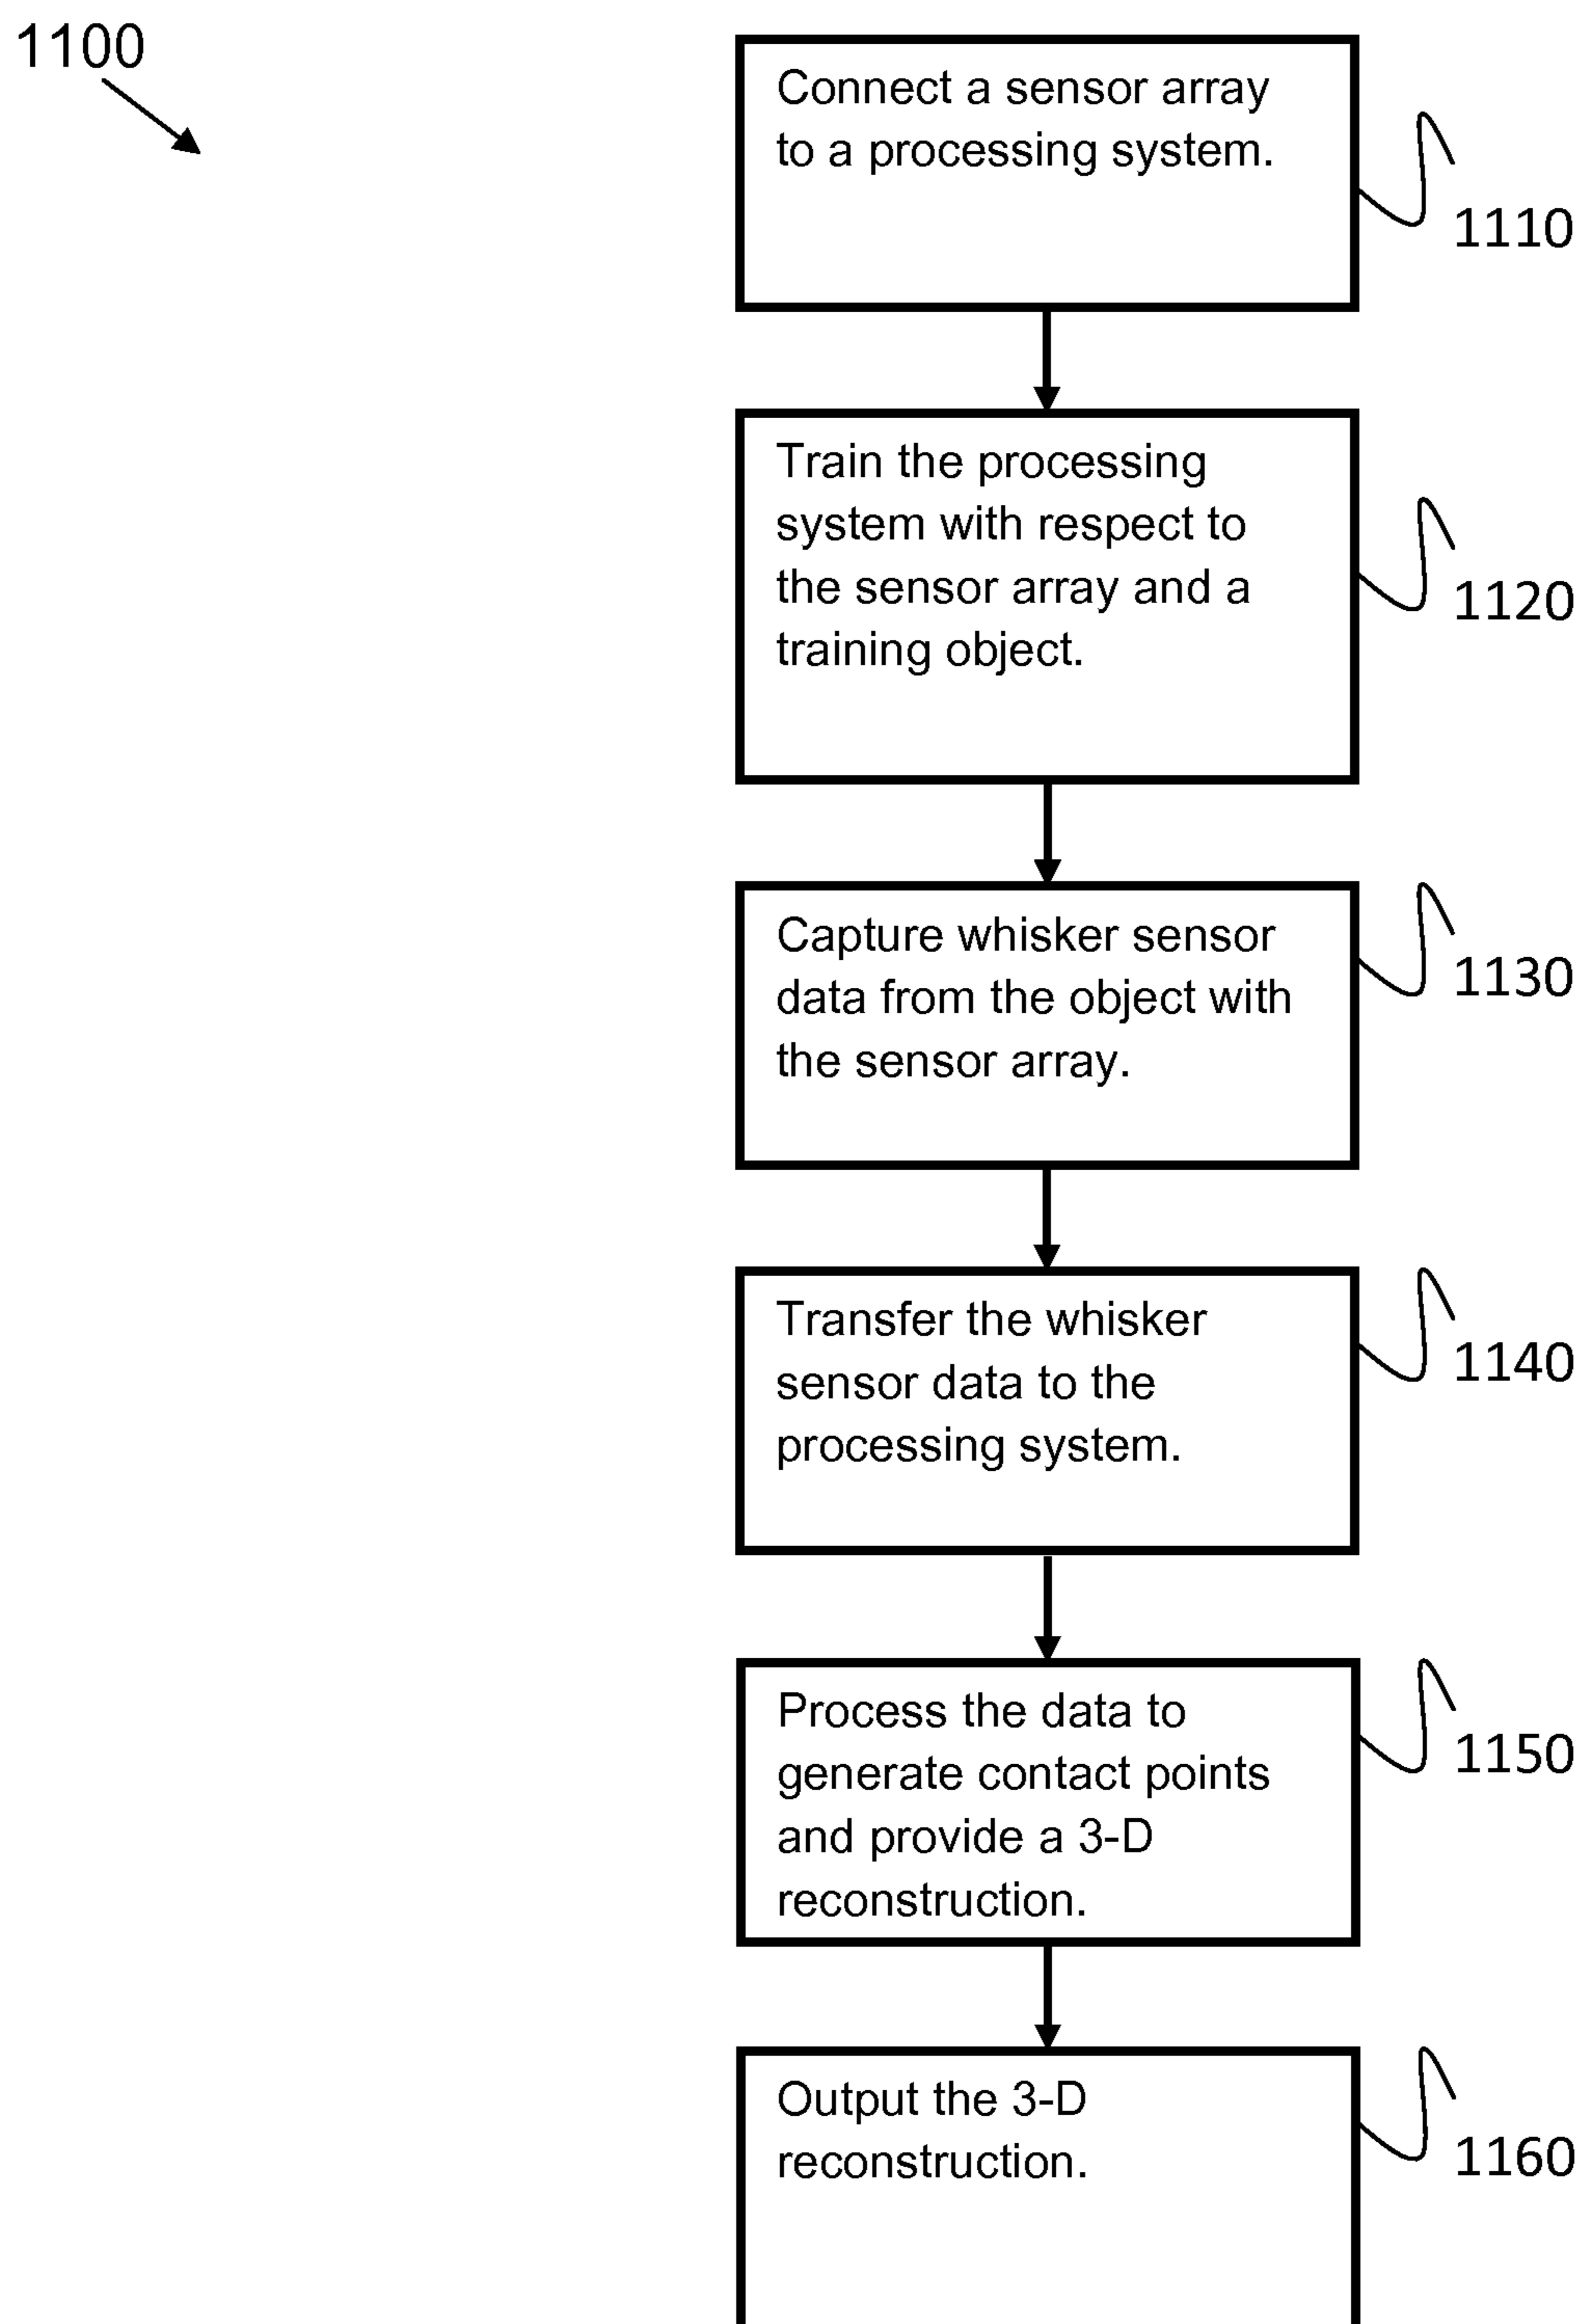 1100
Connect a sensor array
to a processing system.
1110
Train the processing
system with respect to
the sensor array and a
training object.
1120
Capture whisker sensor
data from the object with
the sensor array.
1130
Transfer the whisker
sensor data to the
processing system.
1140
Process the data to
generate contact points
and provide a 3-D
reconstruction.
1150
Output the 3-D
reconstruction.
1160